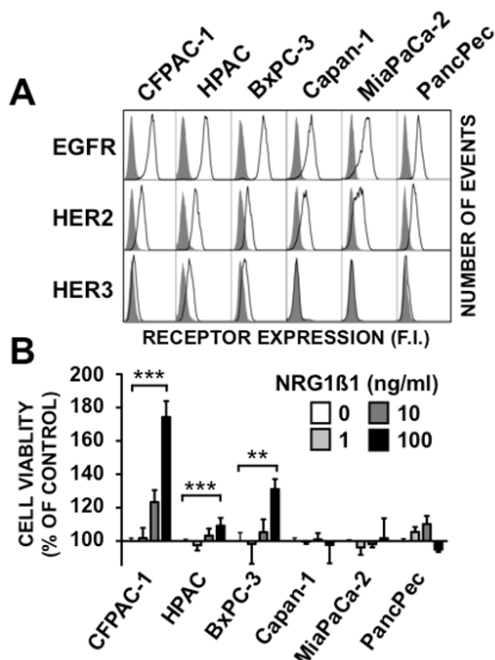 A
CFPAC-1 HPAC BxPC-3 Capan-1 MiaPaCa-2 PancPec
EGFR
HER2
HER3
NUMBER OF EVENTS
RECEPTOR EXPRESSION (F.I.)
B
CELL VIABLITY
(% OF CONTROL)
200
180
160
140
120
100
*** *** **
NRG1ß1 (ng/ml)
0 10
1 100
CFPAC-1 HPAC BxPC-3 Capan-1 MiaPaCa-2 PancPec